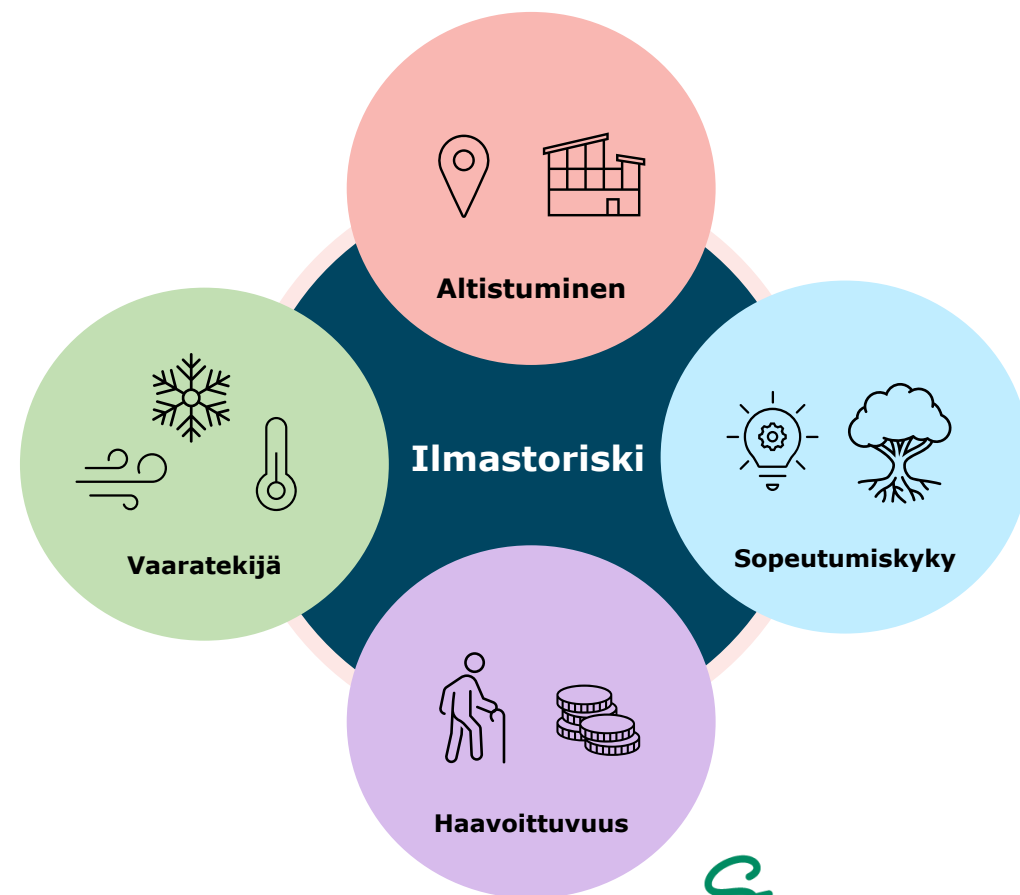 Altistuminen
Ilmastoriski
Vaaratekijä
Sopeutumiskyky
Haavoittuvuus